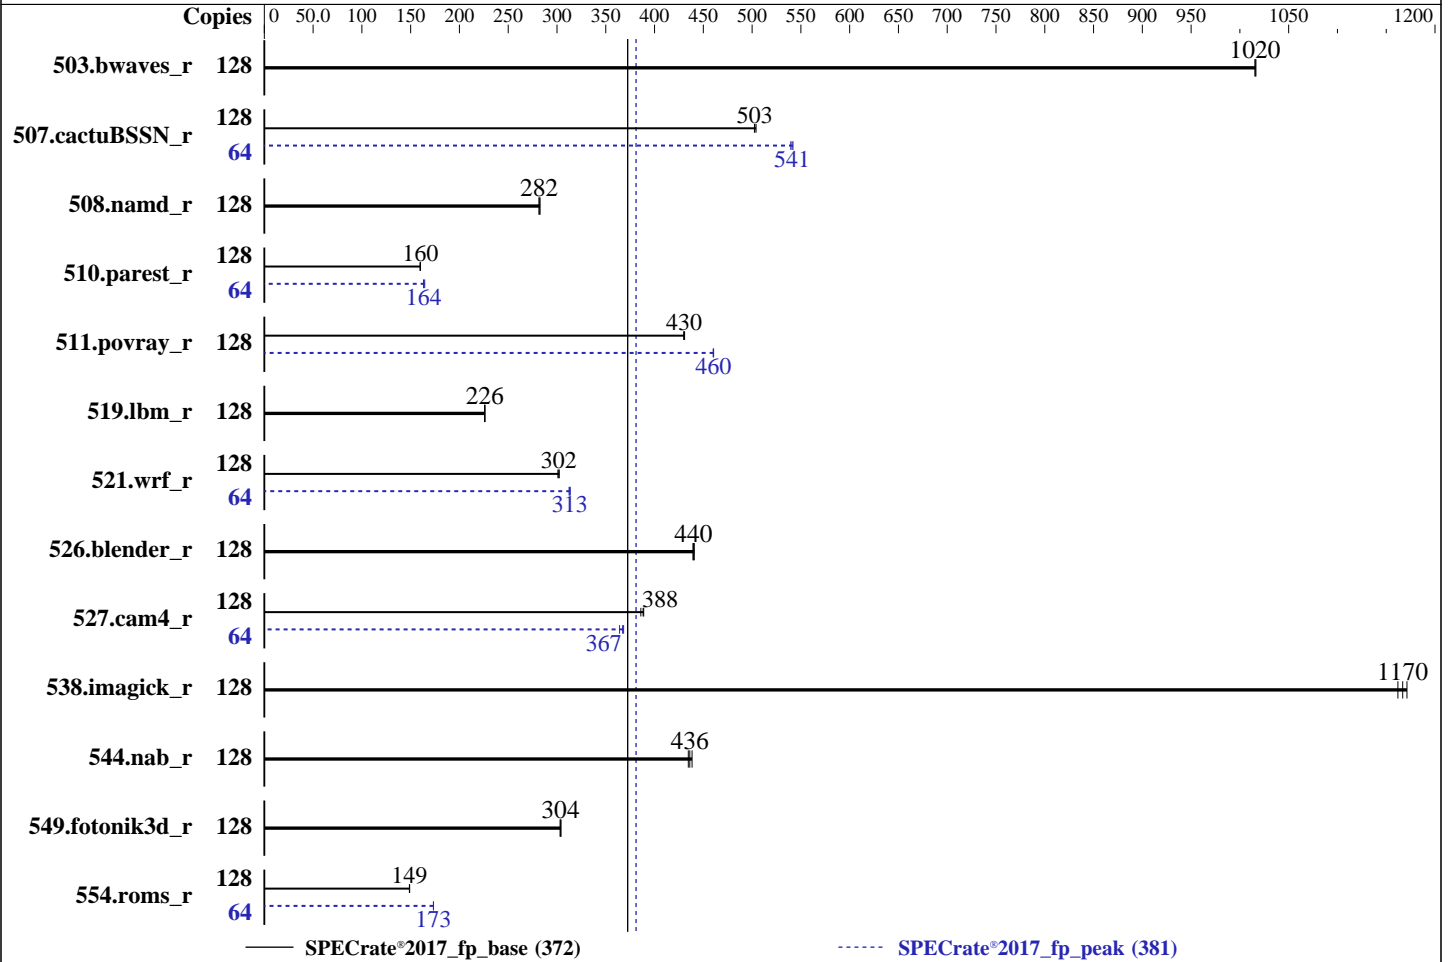 Copies 0 50.0 100 150 200 250 300 350 400 450 500 550 600 650 700 750 800 850 900 950 1050 1200
503.bwaves_r 128 1020
507.cactuBSSN_r 128 503
64 541
508.namd_r 128 282
510.parest_r 128 160
64 164
511.povray_r 128 430
460
519.lbm_r 128 226
521.wrf_r 128 302
64 313
526.blender_r 128 440
527.cam4_r 128 388
64 367
538.imagick_r 128 1170
544.nab_r 128 436
549.fotonik3d_r 128 304
554.roms_r 128 149
64 173
SPECrate®2017_fp_base (372) SPECrate®2017_fp_peak (381)